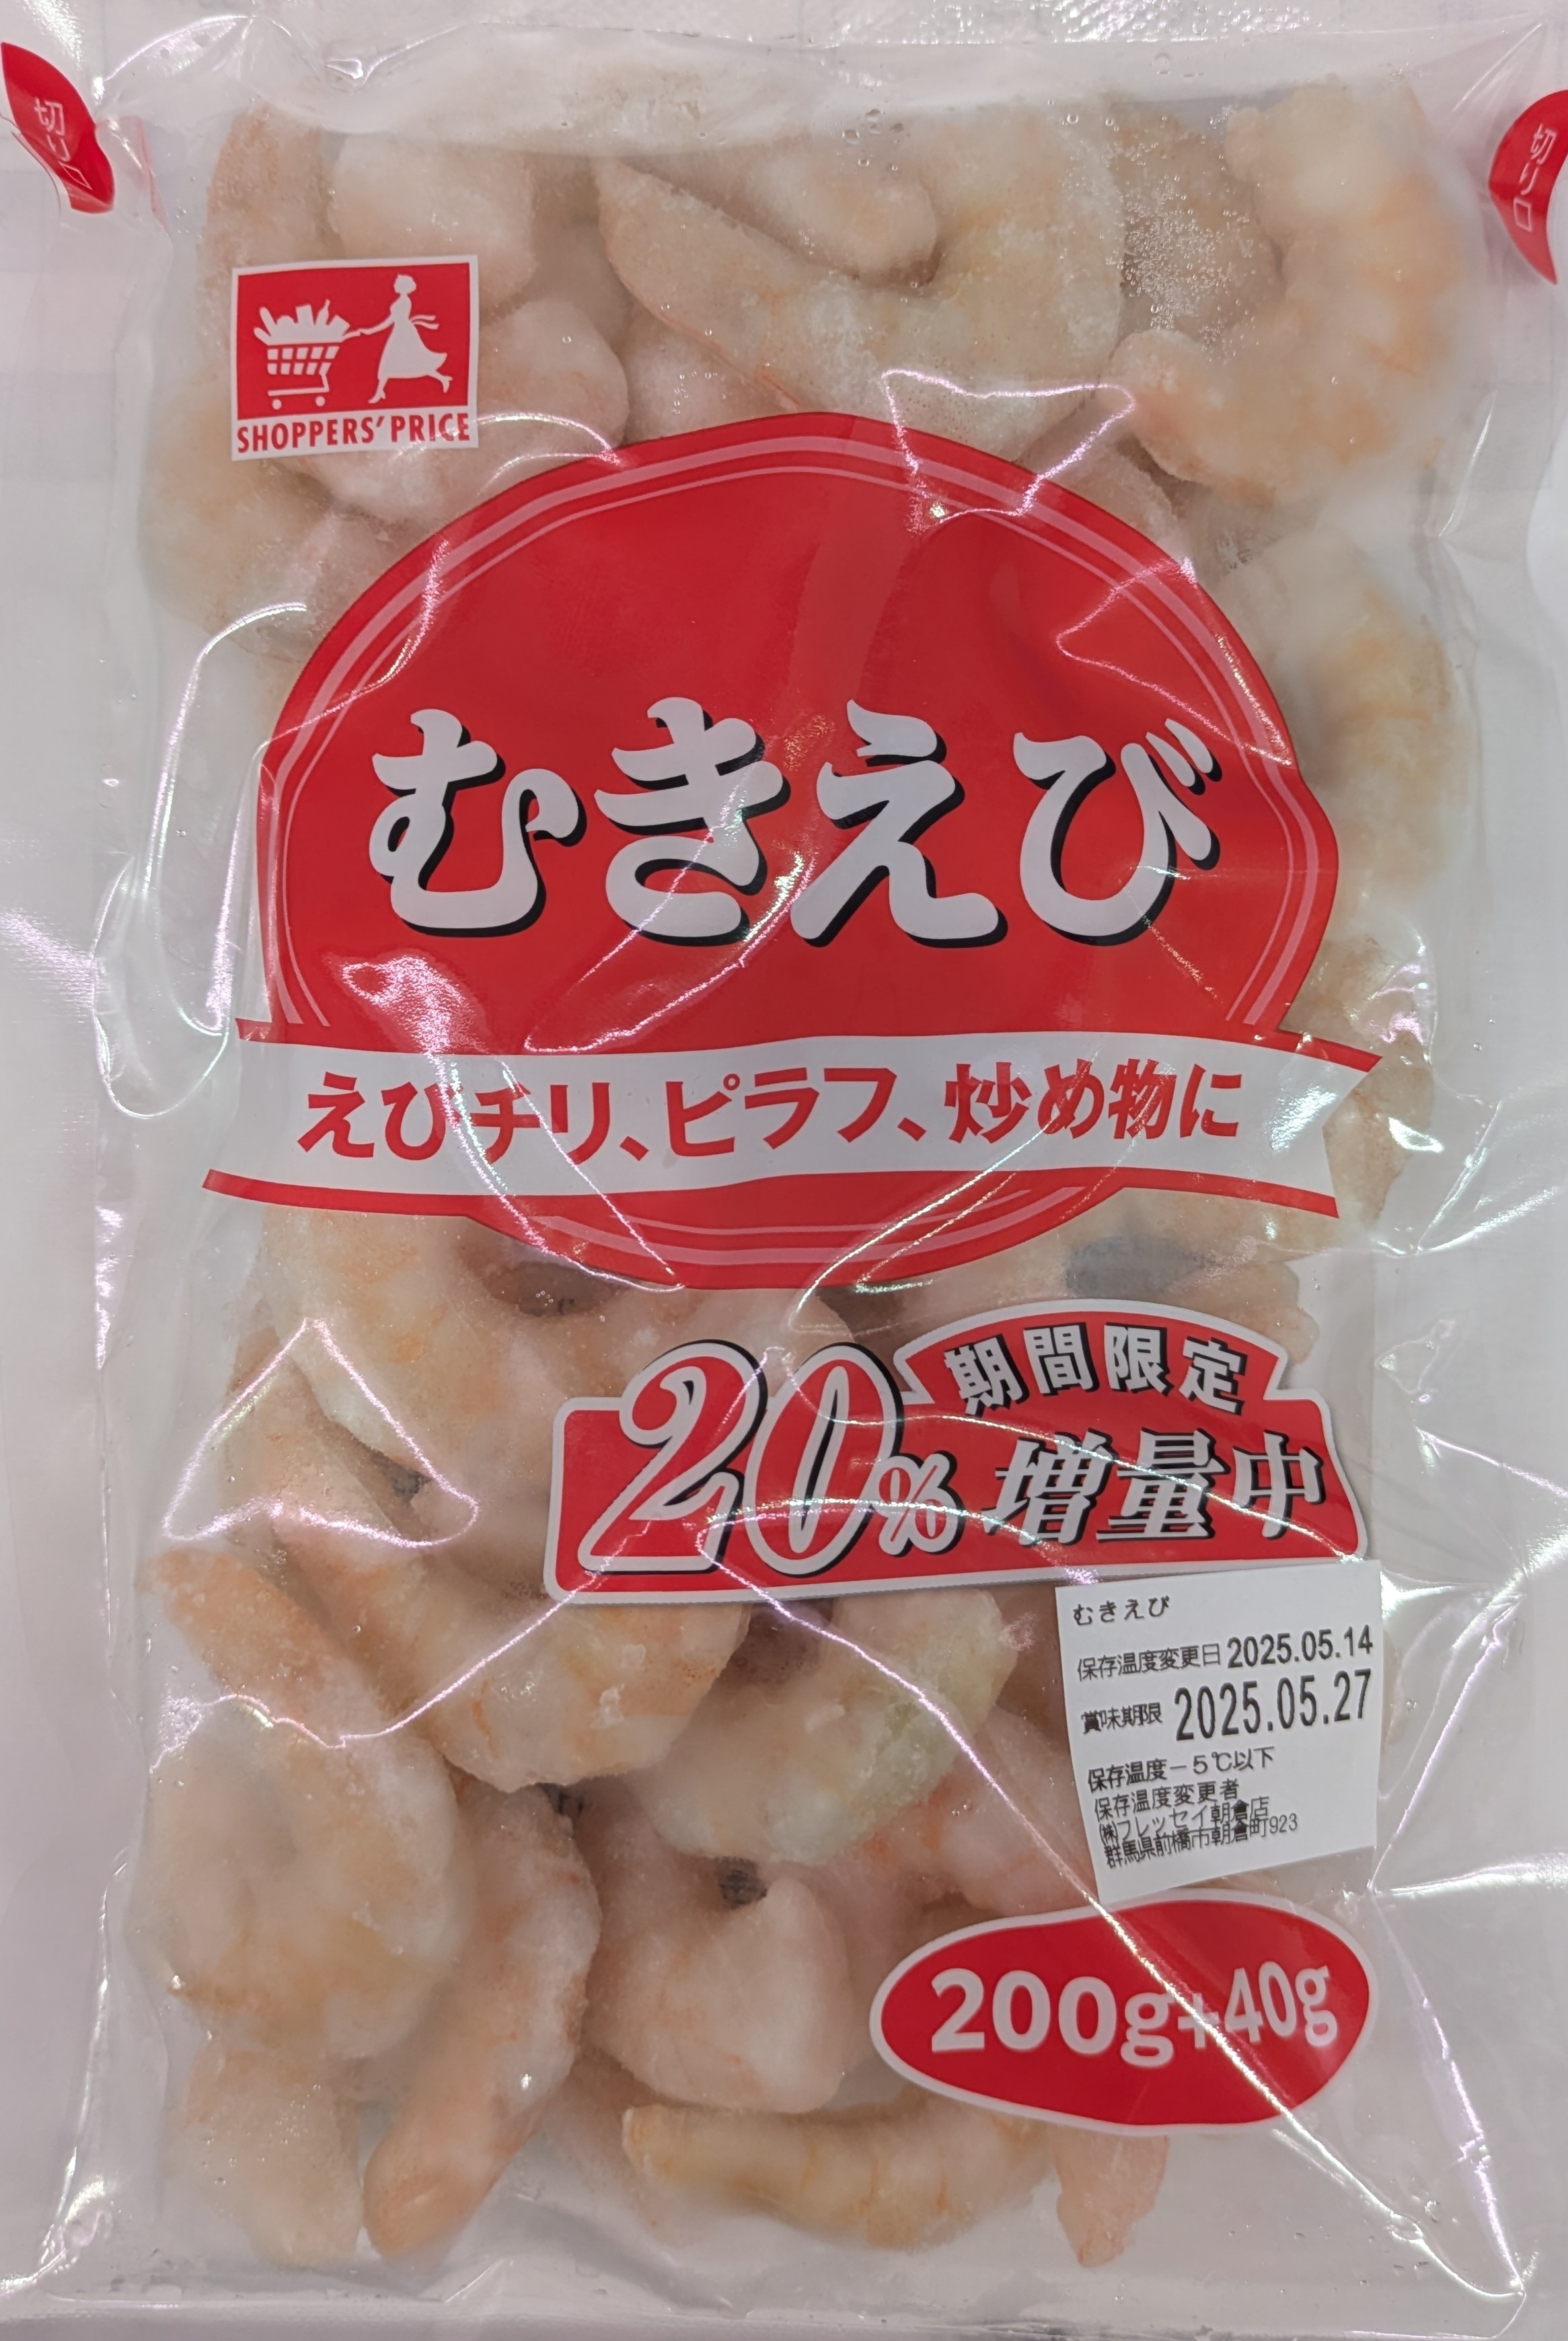 切り口
切り口
SHOPPERS' PRICE
むきえび
えびチリ、ピラフ、炒め物に
期間限定
20%増量中
むきえび
保存温度変更日 2025.05.14
賞味期限 2025.05.27
保存温度-5℃以下
保存温度変更者
㈱フレッセイ朝倉店
群馬県前橋市朝倉町923
200g+40g